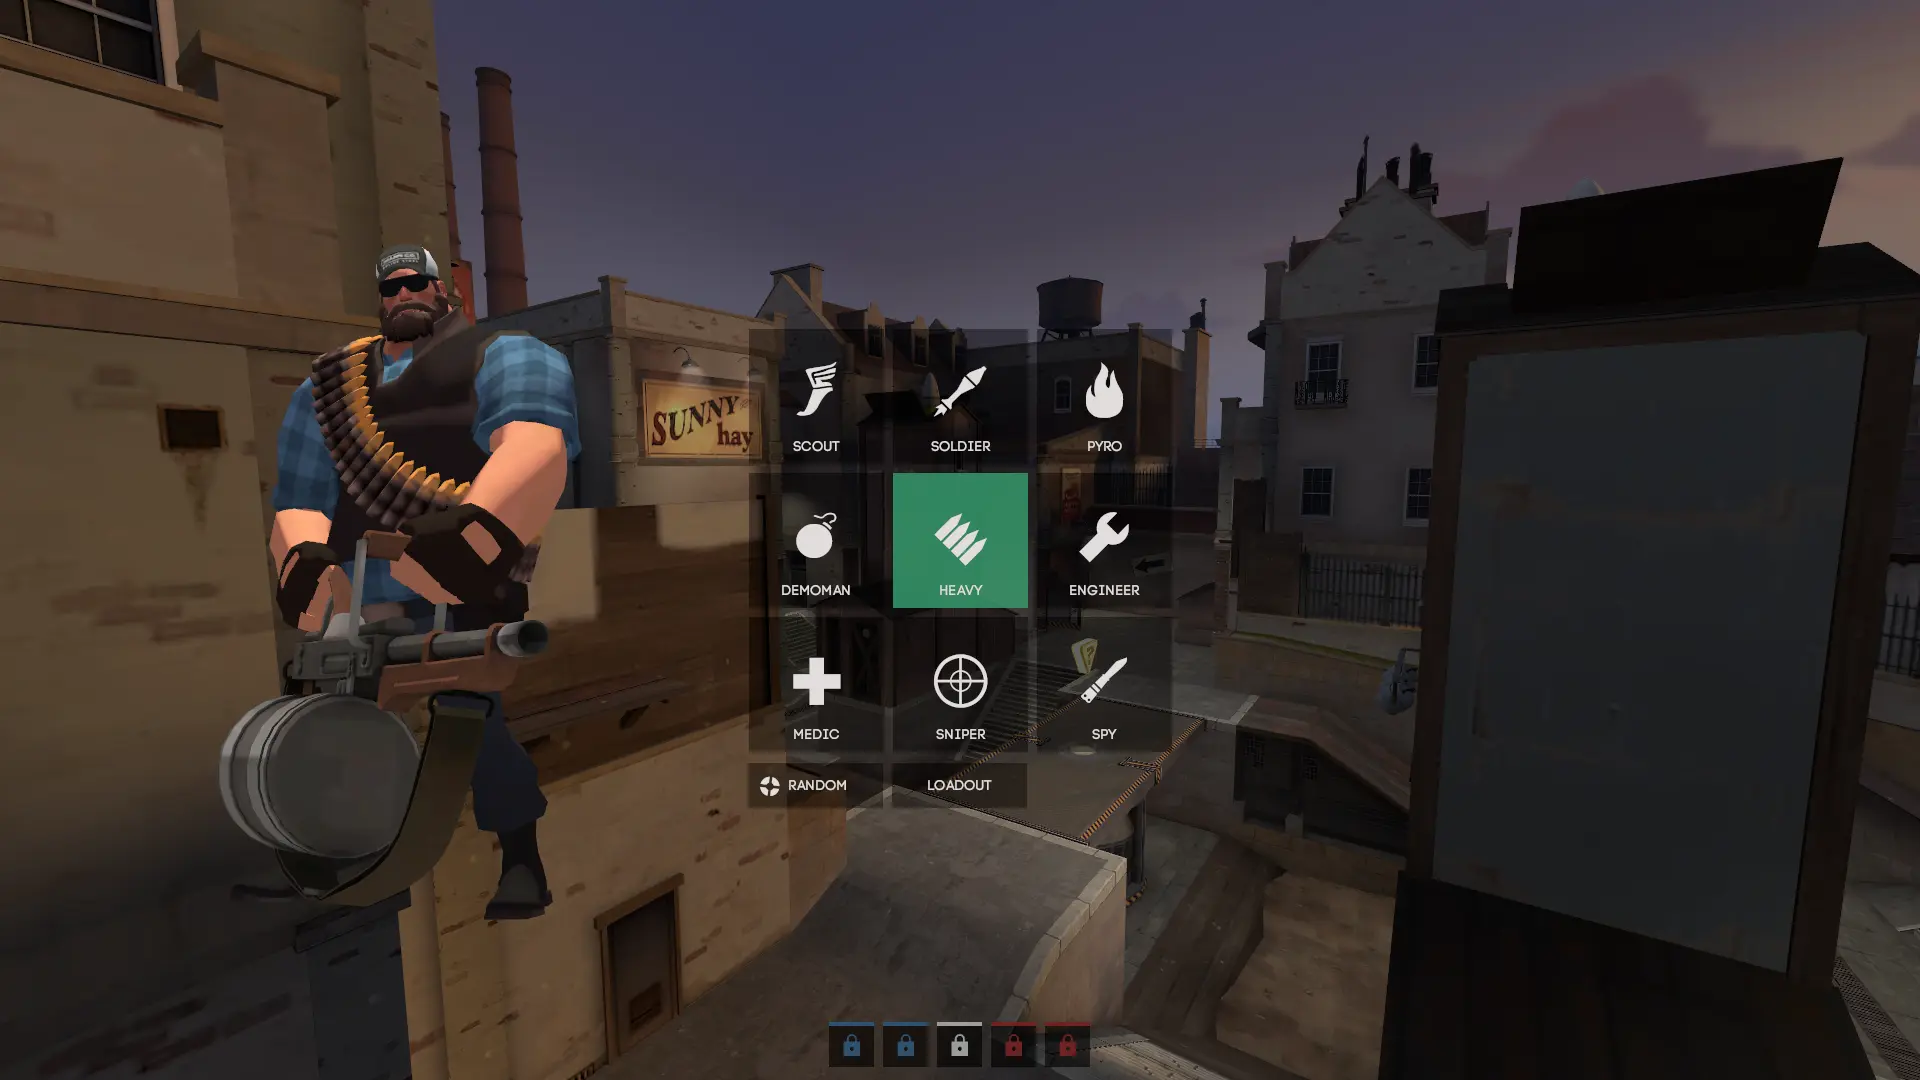 SUNNY
hay
SCOUT
SOLDIER
PYRO
DEMOMAN
HEAVY
ENGINEER
MEDIC
SNIPER
SPY
RANDOM
LOADOUT